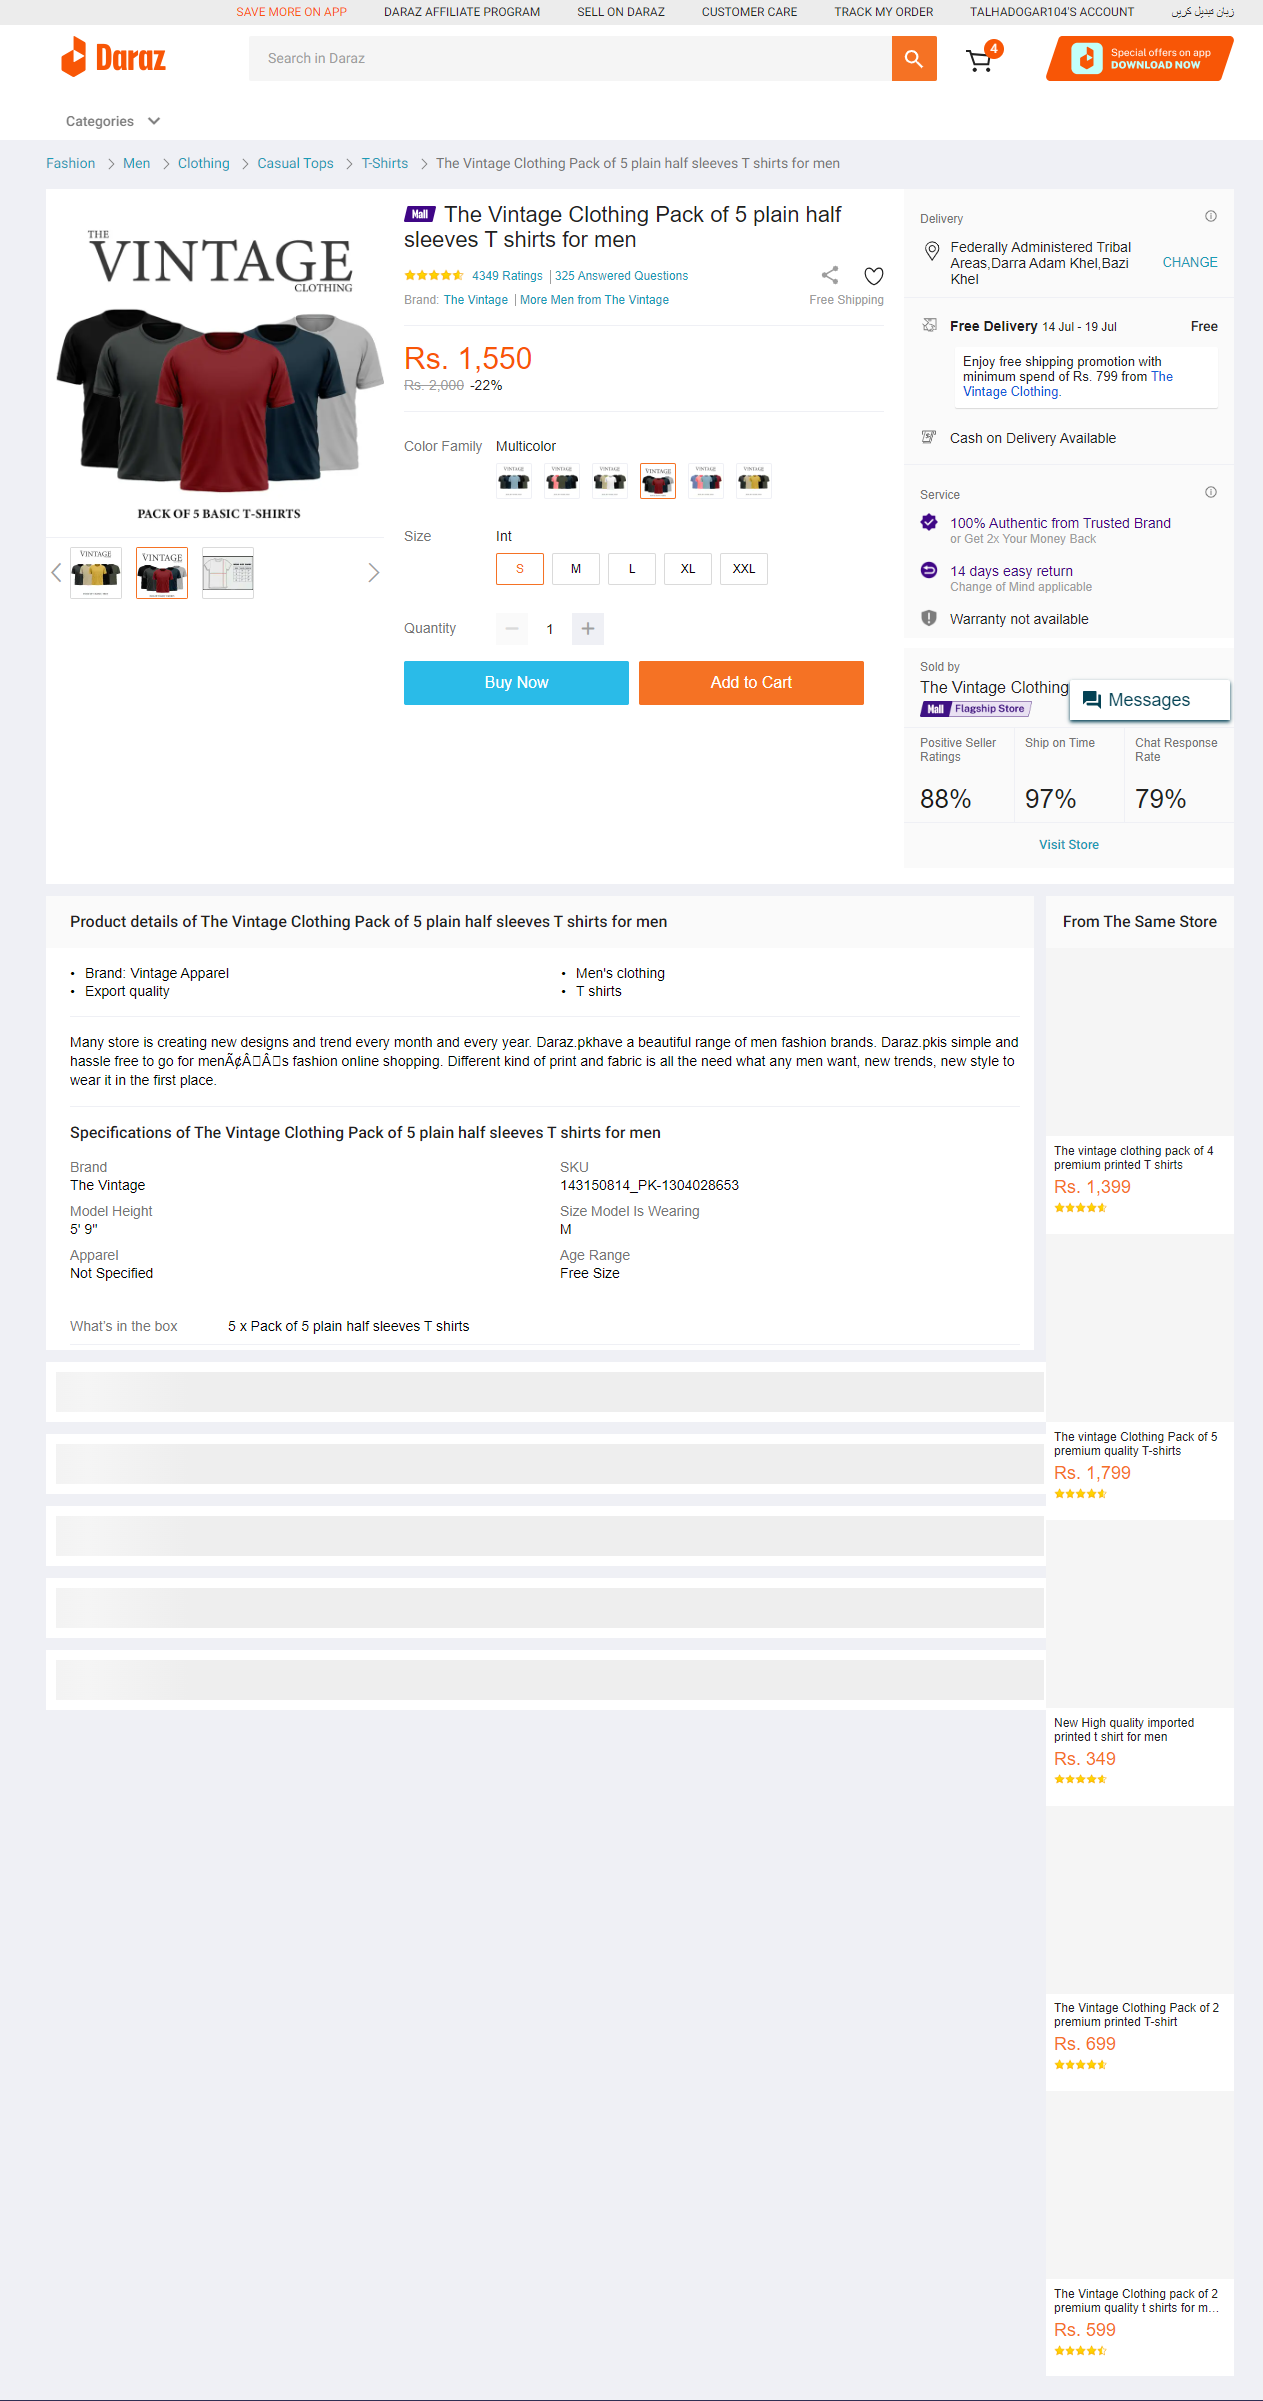 SAVE MORE ON APP DARAZ AFFILIATE PROGRAM SELL ON DARAZ CUSTOMER CARE TRACK MY ORDER TALHADOGAR104'S ACCOUNT زبان تبدیل کریں
Daraz
Search in Daraz
4
Special offers on app
DOWNLOAD NOW
Categories
Fashion Men Clothing Casual Tops T-Shirts The Vintage Clothing Pack of 5 plain half sleeves T shirts for men
THE
VINTAGE
CLOTHING
PACK OF 5 BASIC T-SHIRTS
VINTAGE
VINTAGE
Mall The Vintage Clothing Pack of 5 plain half
sleeves T shirts for men
4349 Ratings | 325 Answered Questions
Brand: The Vintage | More Men from The Vintage
Free Shipping
Rs. 1,550
Rs. 2,000 -22%
Color Family Multicolor
VINTAGE VINTAGE VINTAGE VINTAGE VINTAGE VINTAGE
Size Int
S M L XL XXL
Quantity 1
Buy Now Add to Cart
Delivery
Federally Administered Tribal
Areas,Darra Adam Khel,Bazi
Khel
CHANGE
Free Delivery 14 Jul - 19 Jul Free
Enjoy free shipping promotion with
minimum spend of Rs. 799 from The
Vintage Clothing.
Cash on Delivery Available
Service
100% Authentic from Trusted Brand
or Get 2x Your Money Back
14 days easy return
Change of Mind applicable
Warranty not available
Sold by
The Vintage Clothing
Mall Flagship Store
Messages
Positive Seller
Ratings
88%
Ship on Time
97%
Chat Response
Rate
79%
Visit Store
Product details of The Vintage Clothing Pack of 5 plain half sleeves T shirts for men
• Brand: Vintage Apparel
• Men's clothing
• Export quality
• T shirts
Many store is creating new designs and trend every month and every year. Daraz.pkhave a beautiful range of men fashion brands. Daraz.pkis simple and
hassle free to go for menÃ¢Â□Â□s fashion online shopping. Different kind of print and fabric is all the need what any men want, new trends, new style to
wear it in the first place.
Specifications of The Vintage Clothing Pack of 5 plain half sleeves T shirts for men
Brand
The Vintage
SKU
143150814_PK-1304028653
Model Height
5' 9"
Size Model Is Wearing
M
Apparel
Not Specified
Age Range
Free Size
What's in the box 5 x Pack of 5 plain half sleeves T shirts
From The Same Store
The vintage clothing pack of 4
premium printed T shirts
Rs. 1,399
The vintage Clothing Pack of 5
premium quality T-shirts
Rs. 1,799
New High quality imported
printed t shirt for men
Rs. 349
The Vintage Clothing Pack of 2
premium printed T-shirt
Rs. 699
The Vintage Clothing pack of 2
premium quality t shirts for m...
Rs. 599